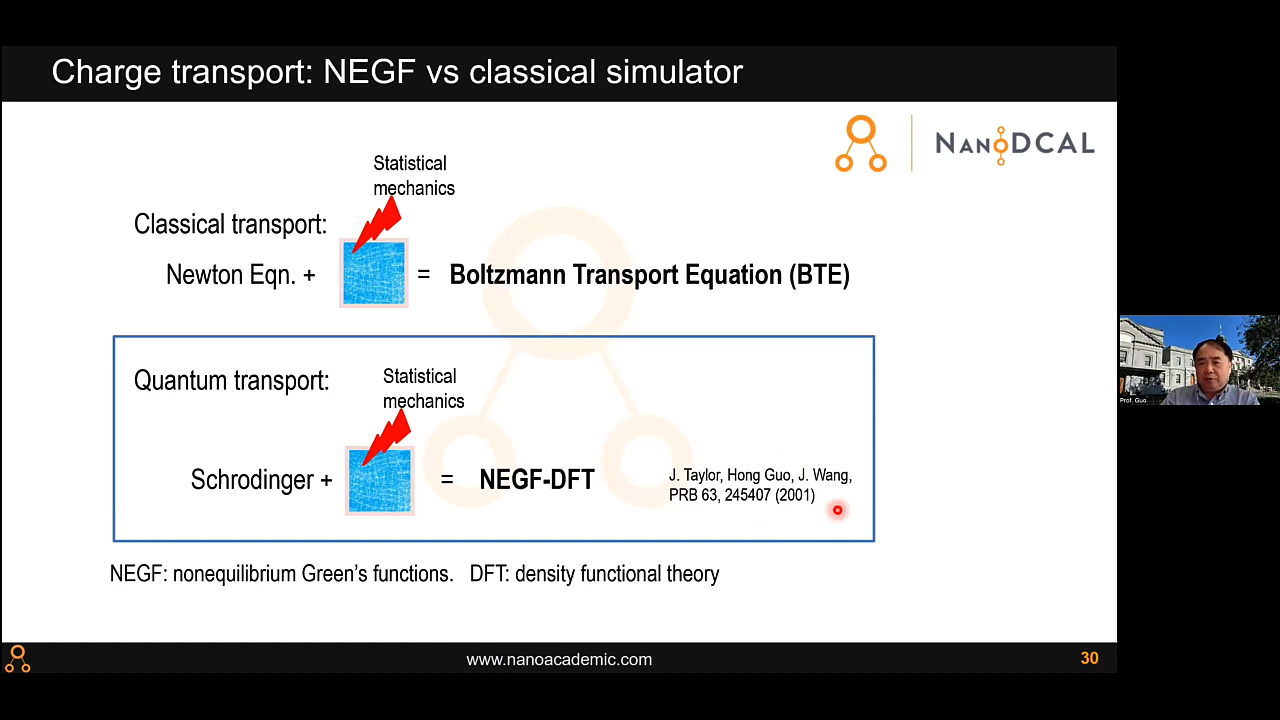 Charge transport: NEGF vs classical simulator
NANODCAL
Statistical
mechanics
Classical transport:
Newton Eqn. + = Boltzmann Transport Equation (BTE)
Quantum transport:
Statistical
mechanics
Schrodinger + = NEGF-DFT
J. Taylor, Hong Guo, J. Wang,
PRB 63, 245407 (2001)
NEGF: nonequilibrium Green's functions. DFT: density functional theory
www.nanoacademic.com
30
Prof. Guo